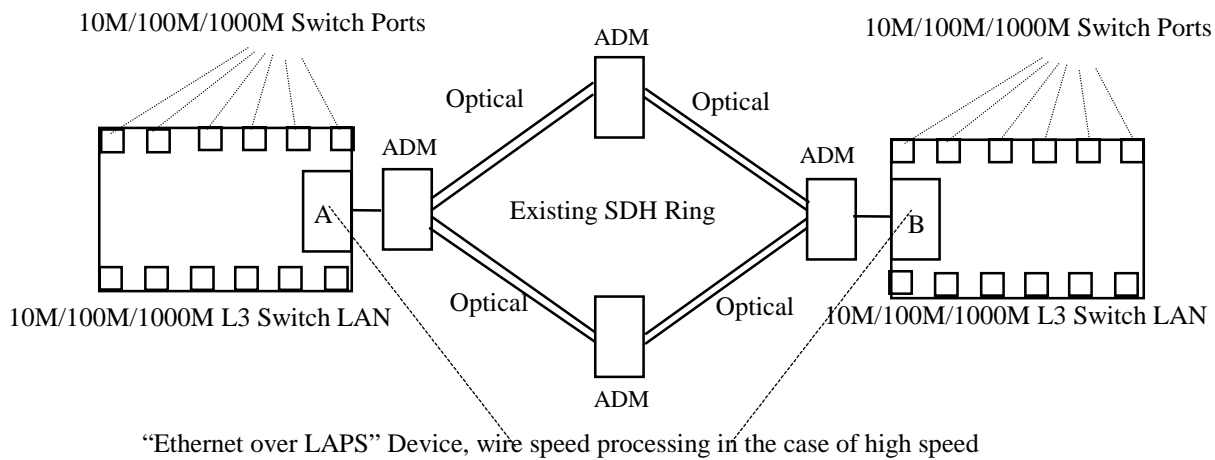 10M/100M/1000M Switch Ports
10M/100M/1000M Switch Ports
ADM
Optical
Optical
ADM
ADM
A
Existing SDH Ring
B
Optical
Optical
10M/100M/1000M L3 Switch LAN
10M/100M/1000M L3 Switch LAN
ADM
“Ethernet over LAPS” Device, wire speed processing in the case of high speed